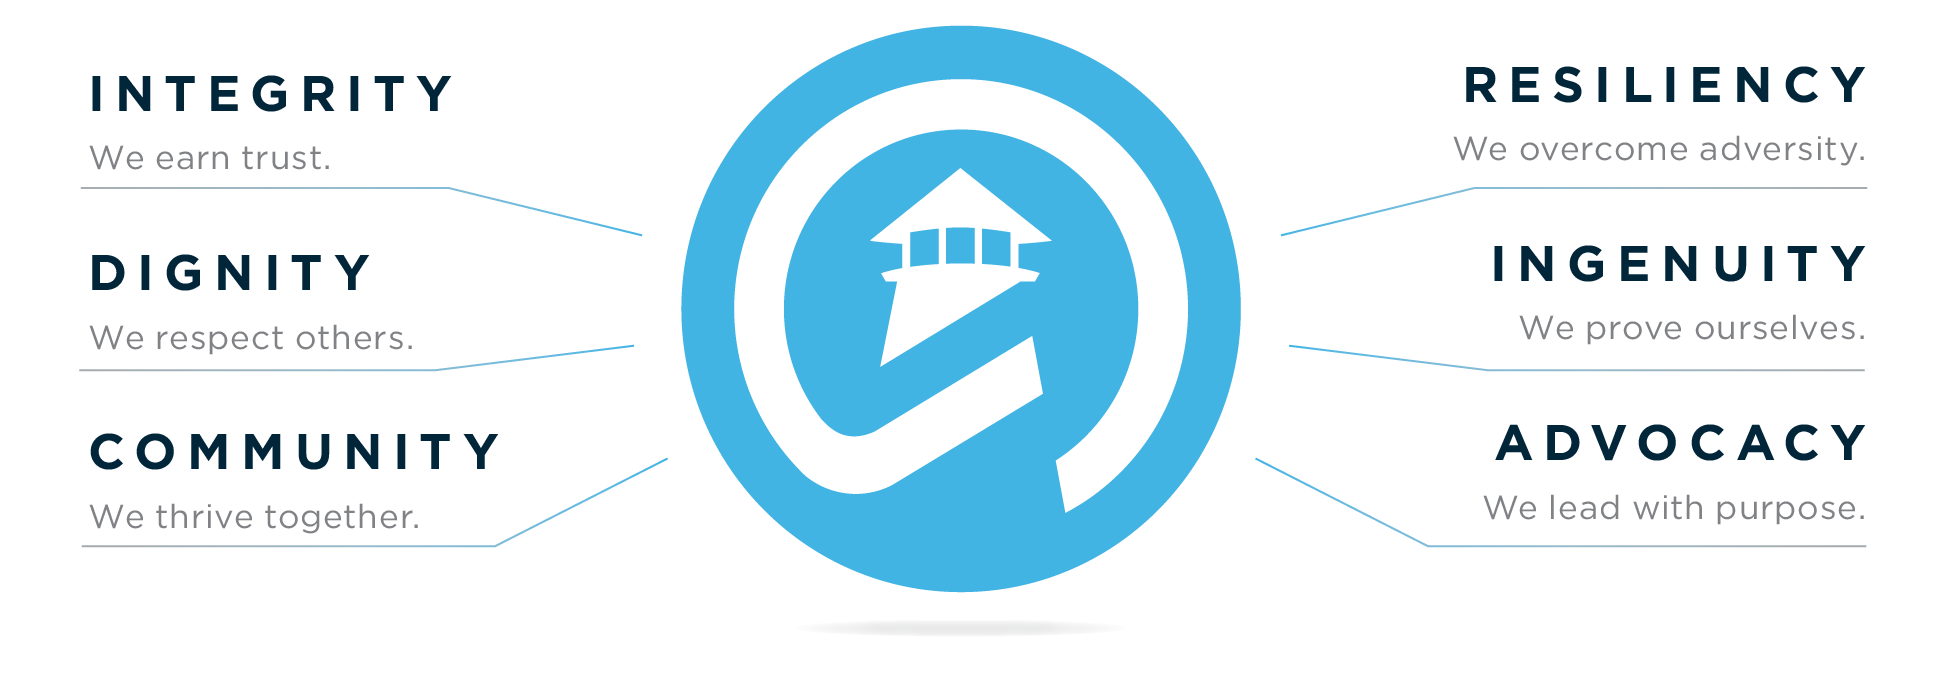 INTEGRITY
We earn trust.
DIGNITY
We respect others.
COMMUNITY
We thrive together.
RESILIENCY
We overcome adversity.
INGENUITY
We prove ourselves.
ADVOCACY
We lead with purpose.